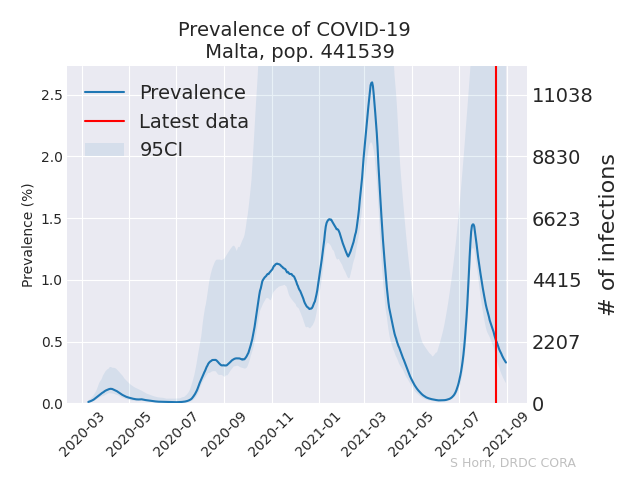 Prevalence of COVID-19
Malta, pop. 441539
Prevalence
Latest data
95CI
Prevalence (%)
2.5
2.0
1.5
1.0
0.5
0.0
11038
8830
6623
4415
2207
0
# of infections
2020-03
2020-05
2020-07
2020-09
2020-11
2021-01
2021-03
2021-05
2021-07
2021-09
S Horn, DRDC CORA